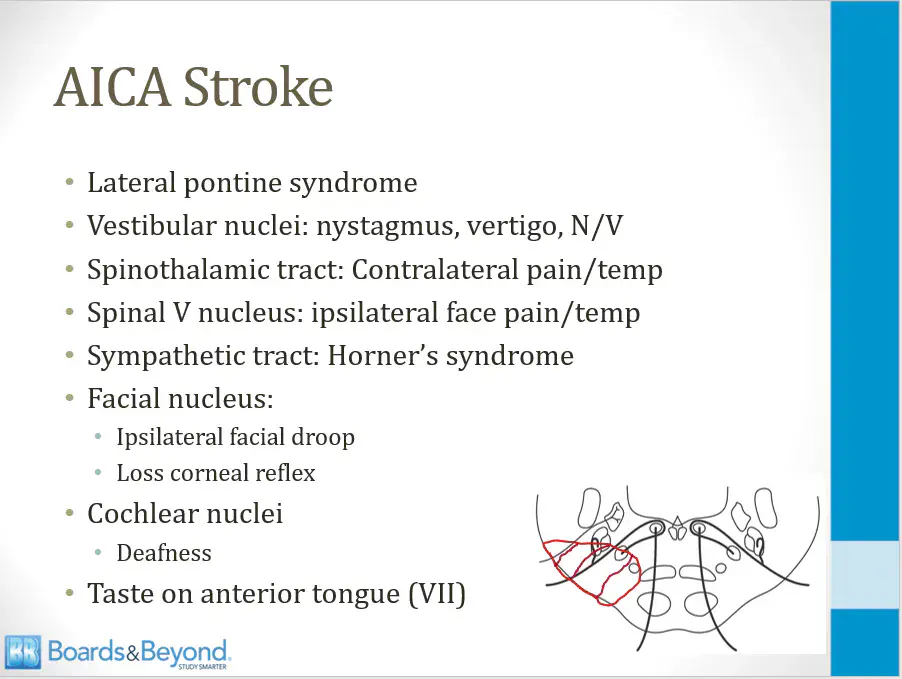 AICA Stroke
• Lateral pontine syndrome
• Vestibular nuclei: nystagmus, vertigo, N/V
• Spinothalamic tract: Contralateral pain/temp
• Spinal V nucleus: ipsilateral face pain/temp
• Sympathetic tract: Horner’s syndrome
• Facial nucleus:
• Ipsilateral facial droop
• Loss corneal reflex
• Cochlear nuclei
• Deafness
• Taste on anterior tongue (VII)
BB Boards&Beyond.
STUDY SMARTER